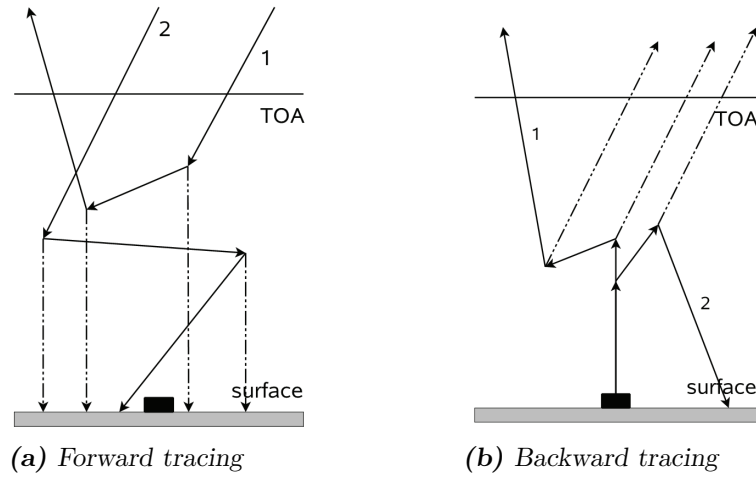 2
1
TOA
surface
(a) Forward tracing
1
TOA
2
surface
(b) Backward tracing